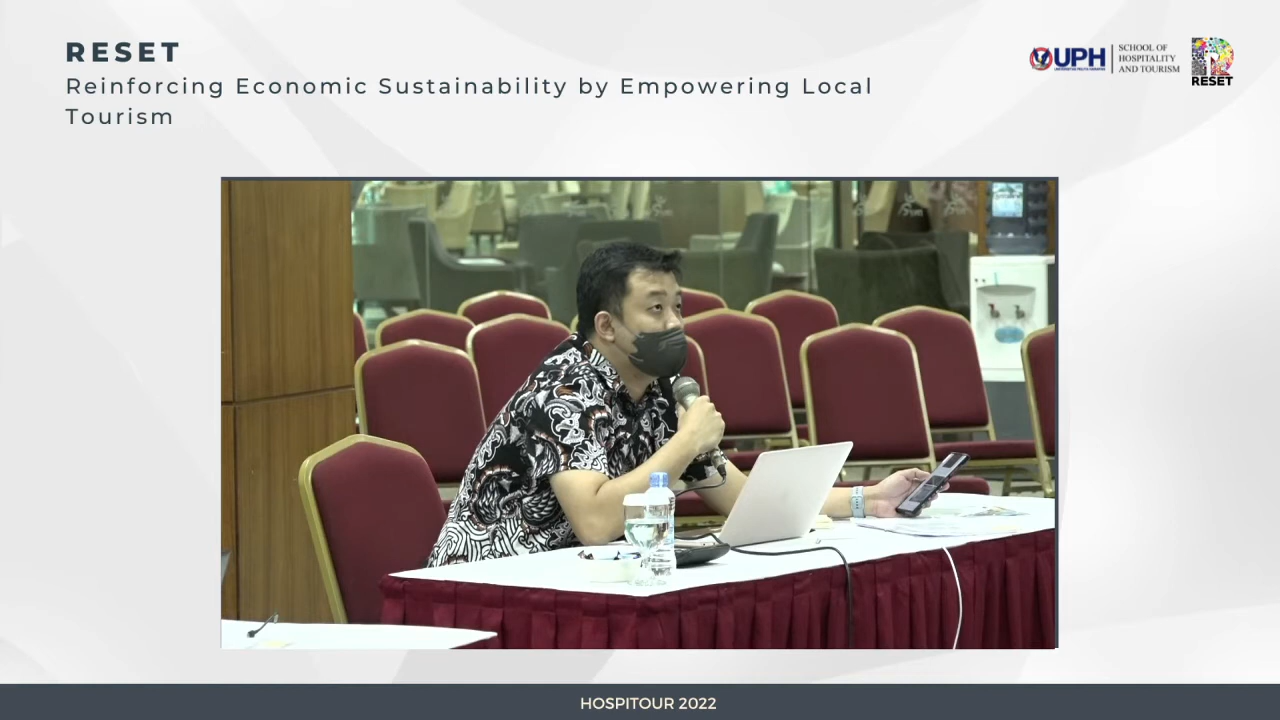 RESET
Reinforcing Economic Sustainability by Empowering Local
Tourism
UPH
SCHOOL OF
HOSPITALITY
AND TOURISM
RESET
HOSPITOUR 2022